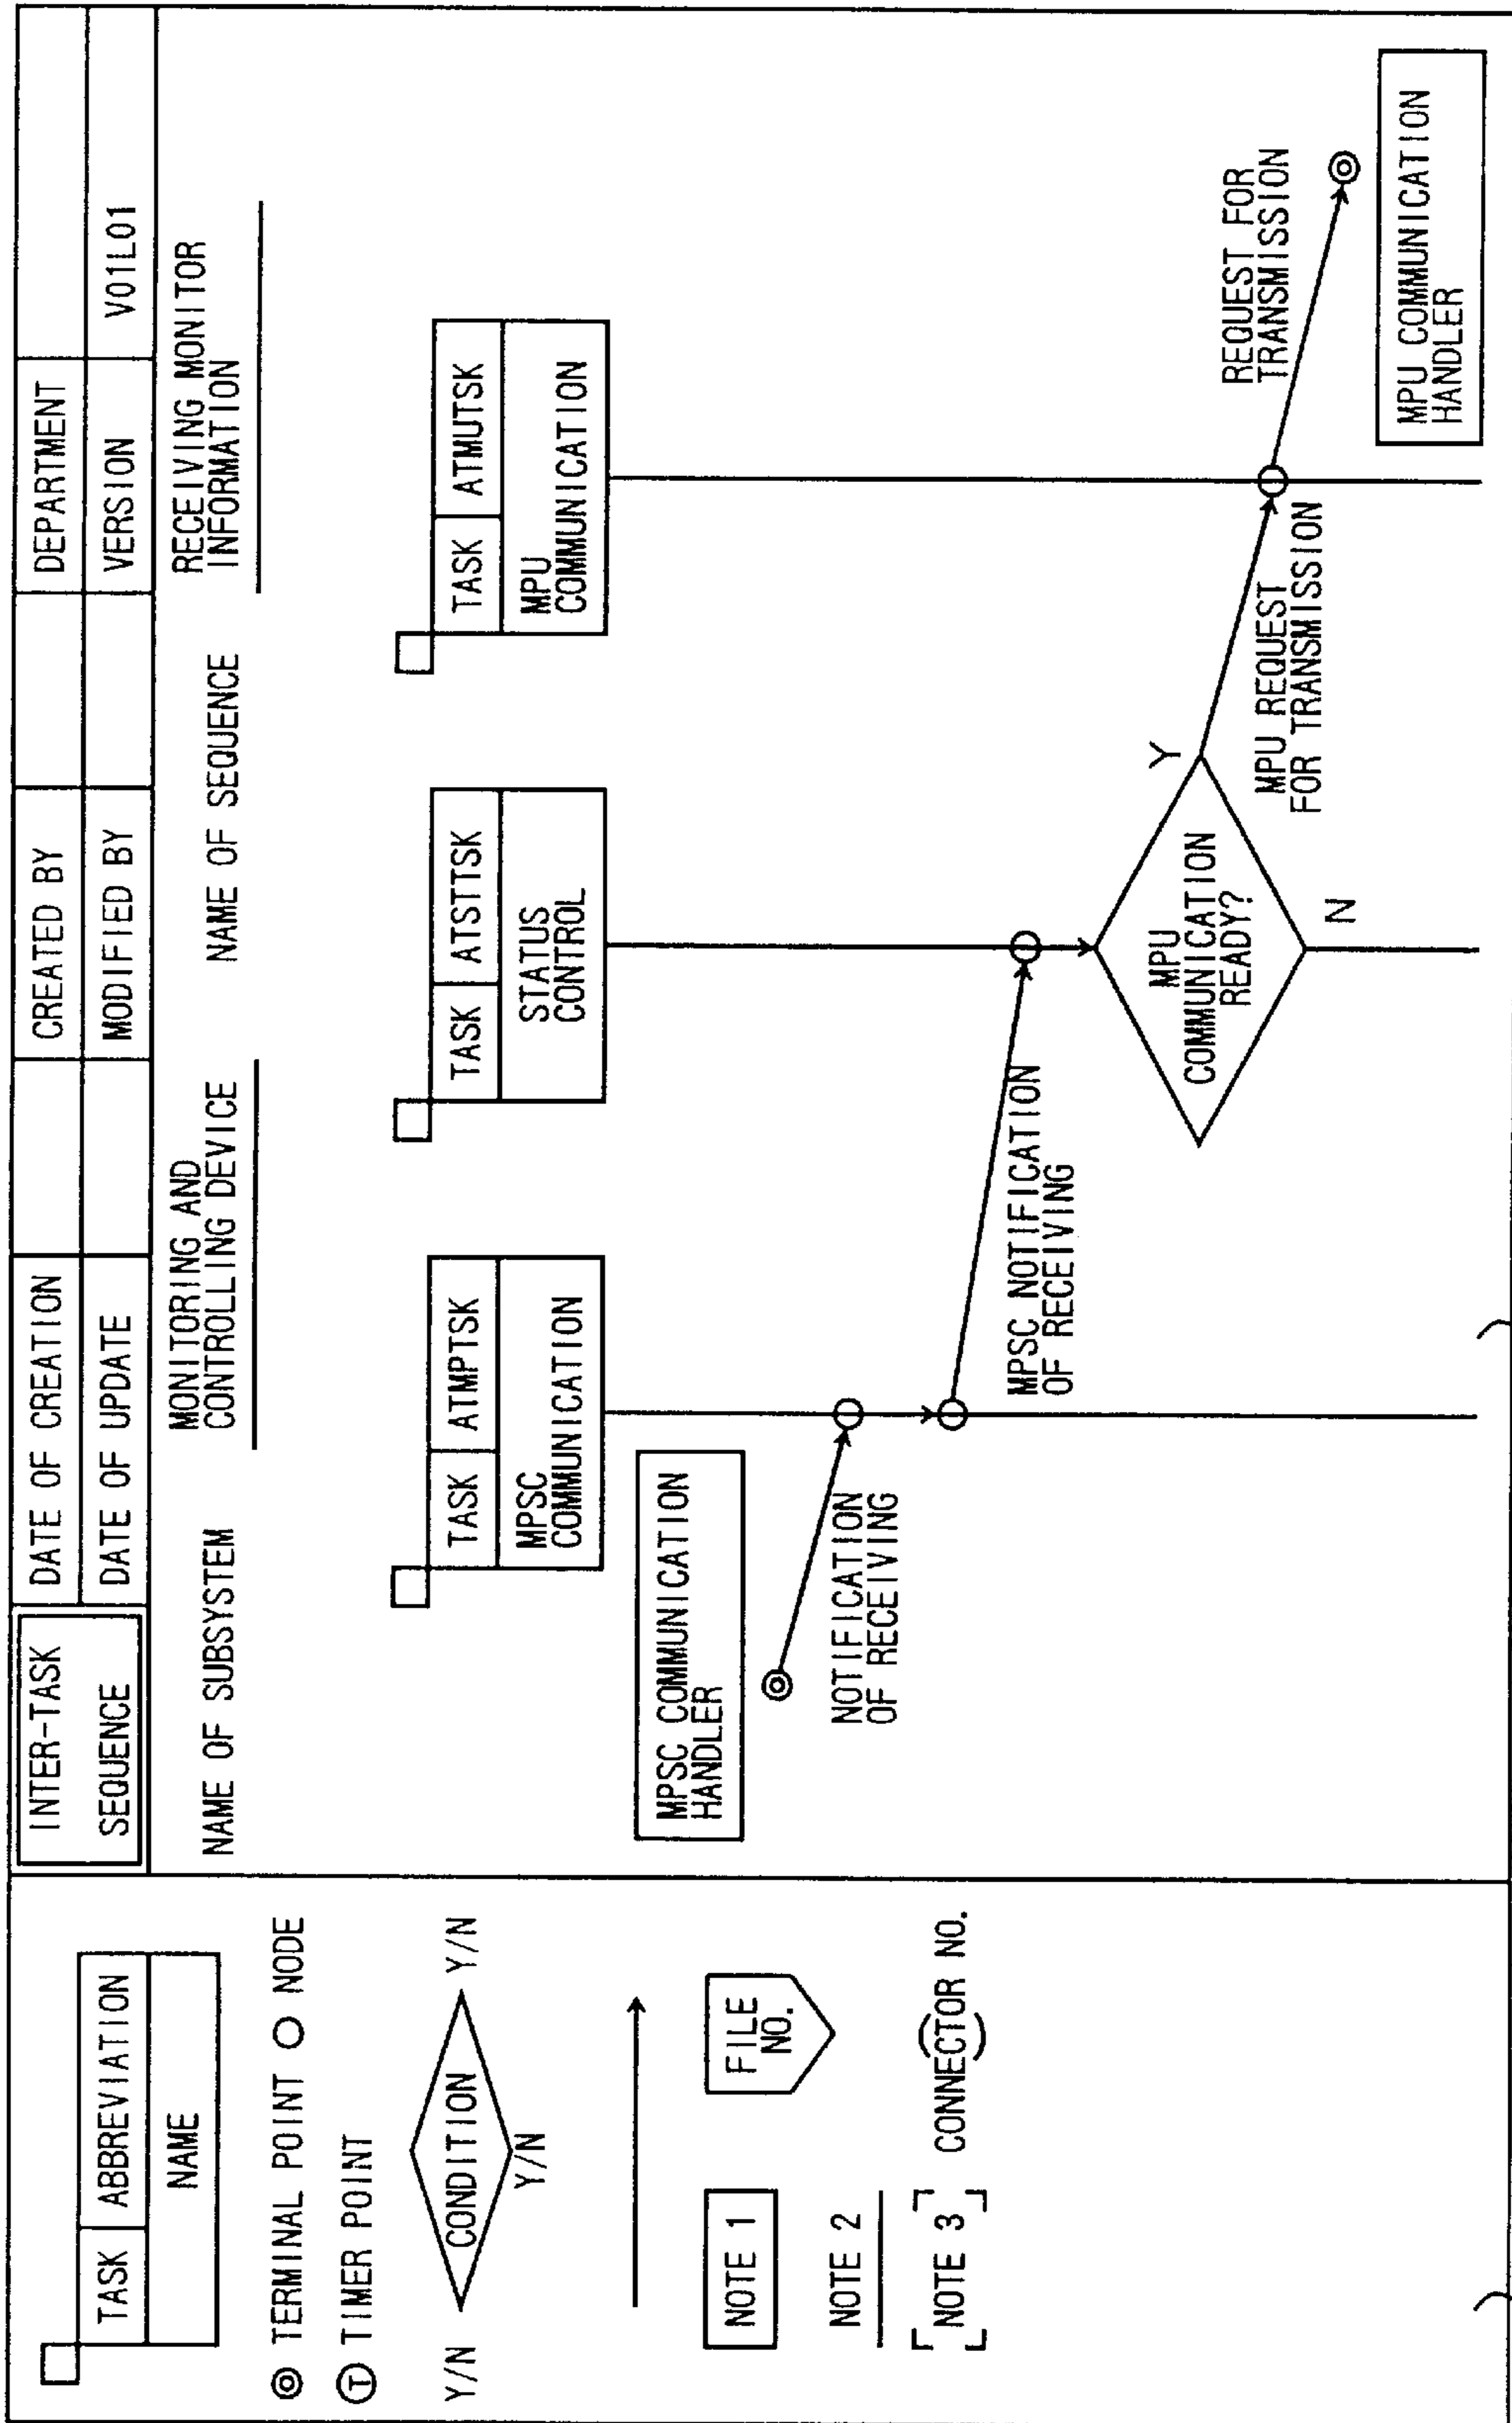 TASK ABBREVIATION
NAME
TERMINAL POINT NODE
T TIMER POINT
Y/N CONDITION Y/N
Y/N
NOTE 1
FILE
NO.
NOTE 2
NOTE 3
CONNECTOR NO.
INTER-TASK
SEQUENCE
DATE OF CREATION
CREATED BY
DEPARTMENT
DATE OF UPDATE
MODIFIED BY
VERSION
V01L01
NAME OF SUBSYSTEM
MONITORING AND
CONTROLLING DEVICE
NAME OF SEQUENCE
RECEIVING MONITOR
INFORMATION
TASK ATMPTSK
MPSC
COMMUNICATION
TASK ATSTTSK
STATUS
CONTROL
TASK ATMUTSK
MPU
COMMUNICATION
MPSC COMMUNICATION
HANDLER
NOTIFICATION
OF RECEIVING
MPSC NOTIFICATION
OF RECEIVING
MPU
COMMUNICATION
READY?
Y
N
MPU REQUEST
FOR TRANSMISSION
REQUEST FOR
TRANSMISSION
MPU COMMUNICATION
HANDLER